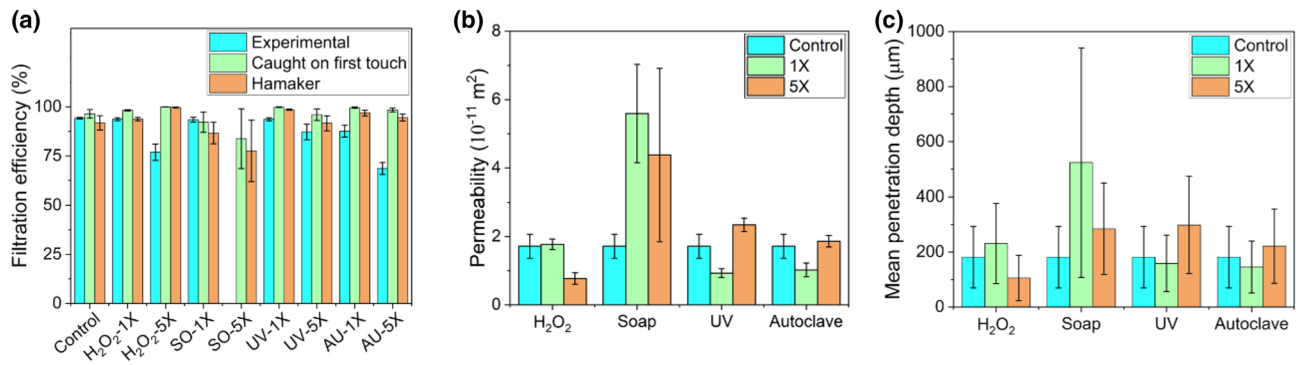 (a)
Filtration efficiency (%)
100
75
50
25
0
Experimental
Caught on first touch
Hamaker
Control
H₂O₂-1X
H₂O₂-5X
SO-1X
SO-5X
UV-1X
UV-5X
AU-1X
AU-5X
(b)
Permeability (10⁻¹¹ m²)
8
6
4
2
0
Control
1X
5X
H₂O₂
Soap
UV
Autoclave
(c)
Mean penetration depth (μm)
1000
800
600
400
200
0
Control
1X
5X
H₂O₂
Soap
UV
Autoclave